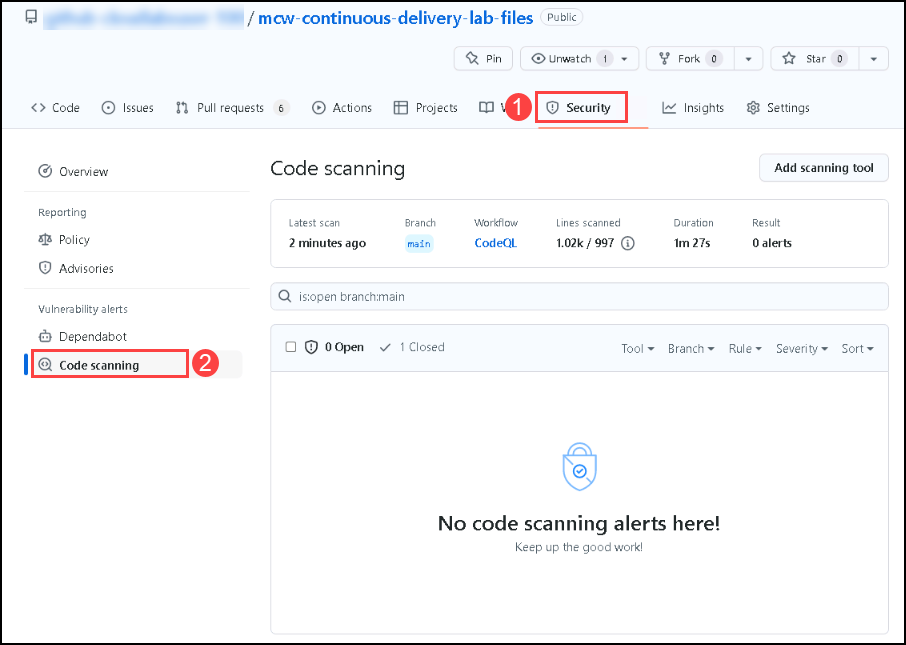 / mcw-continuous-delivery-lab-files Public
Pin Unwatch 1 Fork 0 Star 0
Code Issues Pull requests 6 Actions Projects 1 Security Insights Settings
Overview
Reporting
Policy
Advisories
Vulnerability alerts
Dependabot
Code scanning 2
Code scanning Add scanning tool
Latest scan Branch Workflow Lines scanned Duration Result
2 minutes ago main CodeQL 1.02k / 997 1m 27s 0 alerts
is:open branch:main
0 Open 1 Closed Tool Branch Rule Severity Sort
No code scanning alerts here!
Keep up the good work!